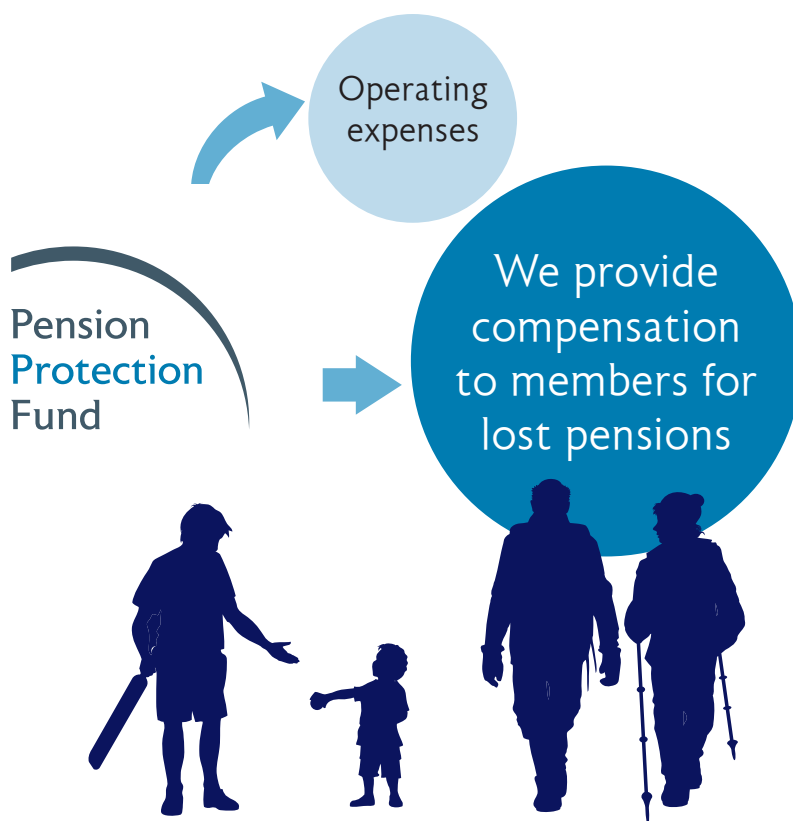 Operating
expenses
Pension
Protection
Fund
We provide
compensation
to members for
lost pensions